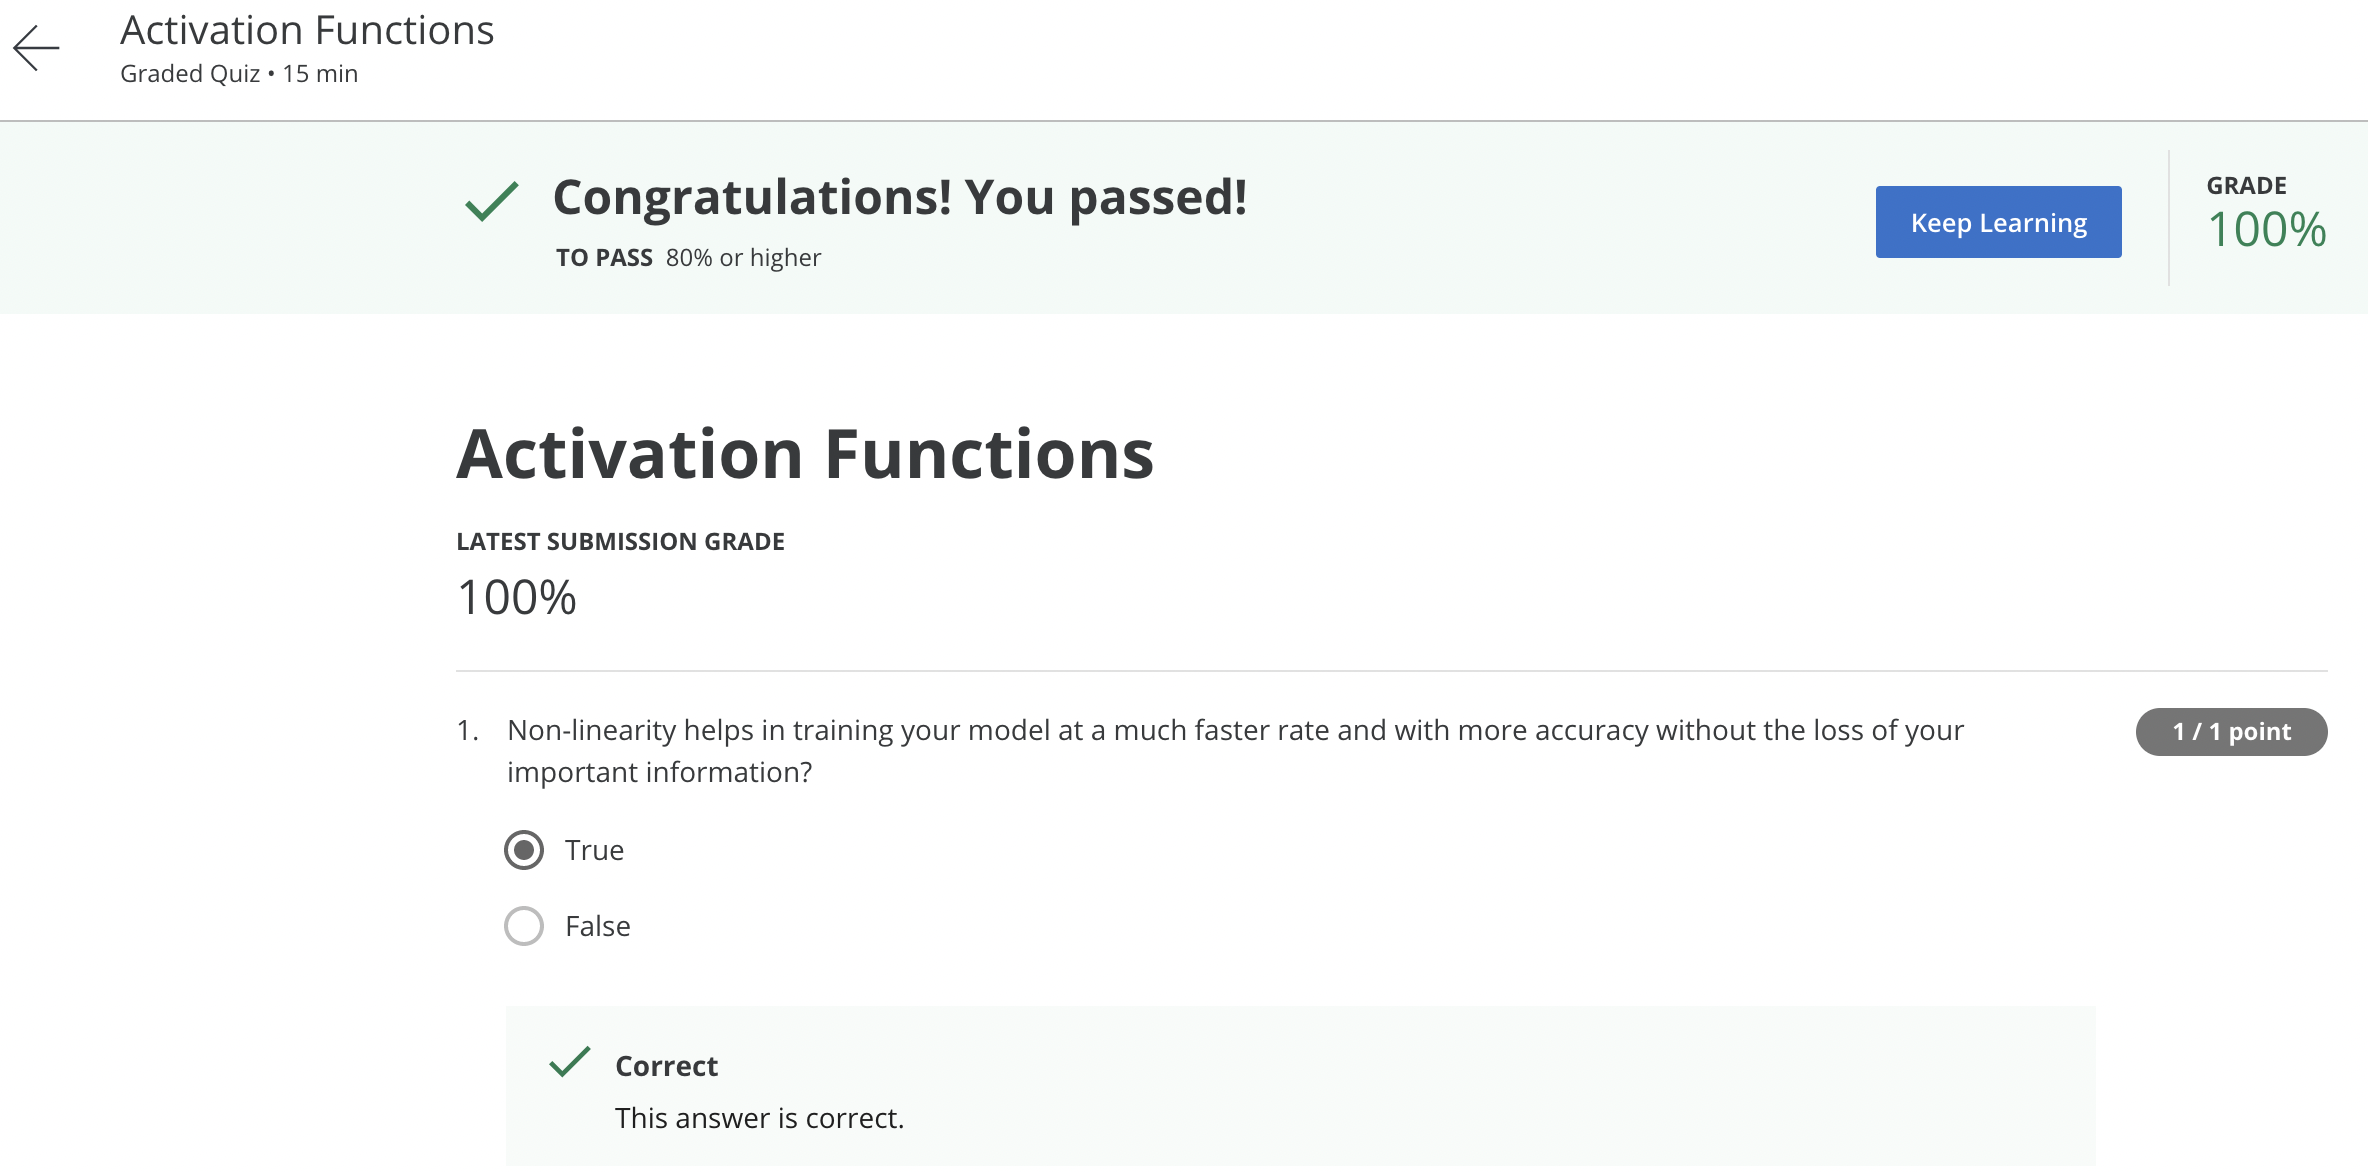 Activation Functions
Graded Quiz • 15 min
Congratulations! You passed!
TO PASS 80% or higher
Keep Learning
GRADE
100%
Activation Functions
LATEST SUBMISSION GRADE
100%
1. Non-linearity helps in training your model at a much faster rate and with more accuracy without the loss of your
important information?
1 / 1 point
True
False
Correct
This answer is correct.